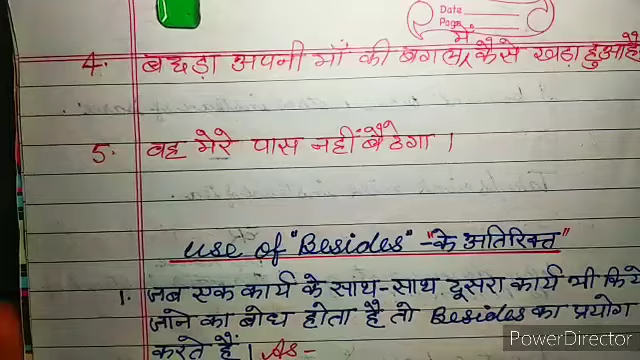 Date
Page
4. बछड़ा अपनी माँ की बगल में कैसे खड़ा हुआ है
5. वह मेरे पास नहीं बैठेगा।
Use of "Besides" - "के अतिरिक्त"
1. जब एक कार्य के साथ-साथ दूसरा कार्य भी किये
जाने का बोध होता है तो Besides का प्रयोग
करते हैं। As -
PowerDirector